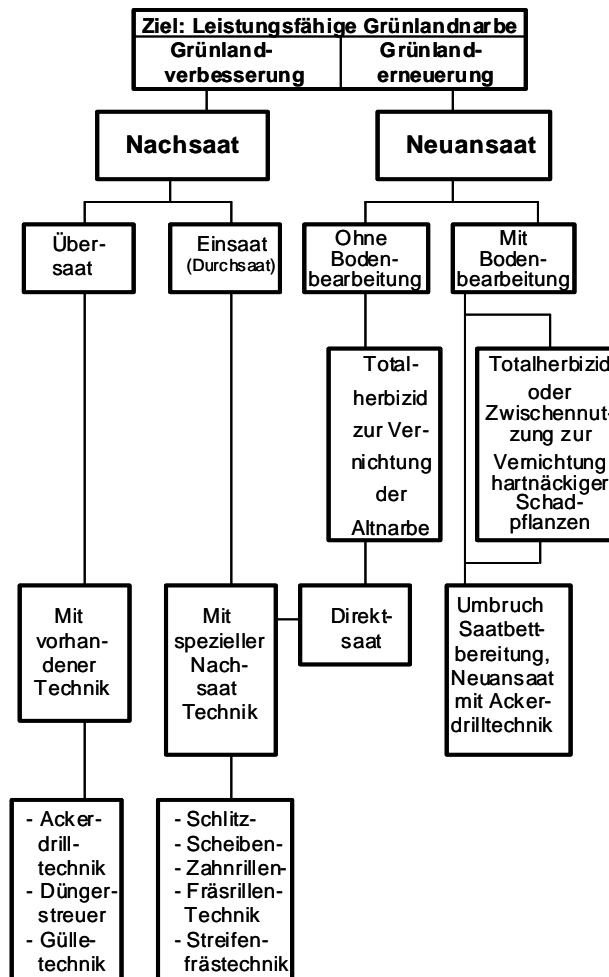 Ziel: Leistungsfähige Grünlandnarbe
Grünland-
verbesserung
Grünland-
erneuerung
Nachsaat
Neuansaat
Über-
saat
Einsaat
(Durchsaat)
Ohne
Boden-
bearbeitung
Mit
Boden-
bearbeitung
Total-
herbizid
zur Ver-
nichtung
der
Altnarbe
Totalherbizid
oder
Zwischennut-
zung zur
Vernichtung
hartnäckiger
Schad-
pflanzen
Mit
vorhan-
dener
Technik
Mit
spezieller
Nach-
saat
Technik
Direkt-
saat
Umbruch
Saatbett-
bereitung,
Neuansaat
mit Acker-
drilltechnik
- Acker-
drill-
technik
- Dünger-
streuer
- Gülle-
technik
- Schlitz-
- Scheiben-
- Zahnrillen-
- Fräsrillen-
Technik
- Streifen-
frästechnik